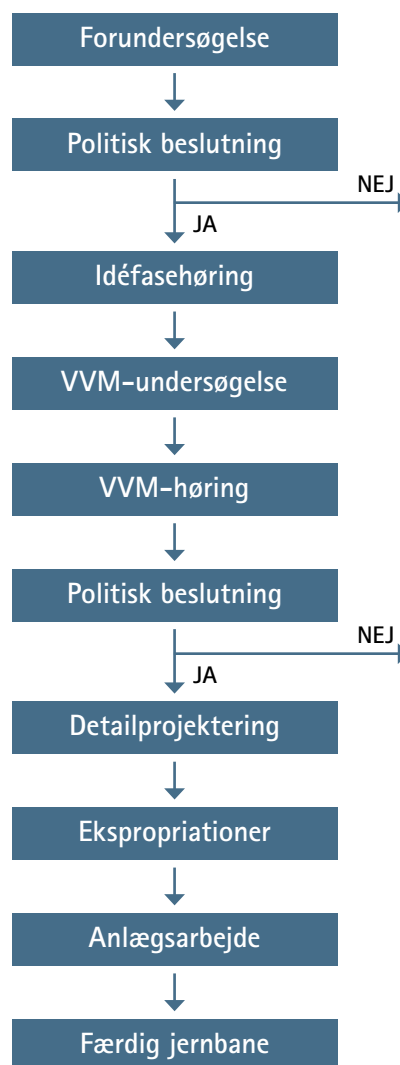 Forundersøgelse
Politisk beslutning
NEJ
JA
Idéfasehøring
VVM-undersøgelse
VVM-høring
Politisk beslutning
NEJ
JA
Detailprojektering
Ekspropriationer
Anlægsarbejde
Færdig jernbane